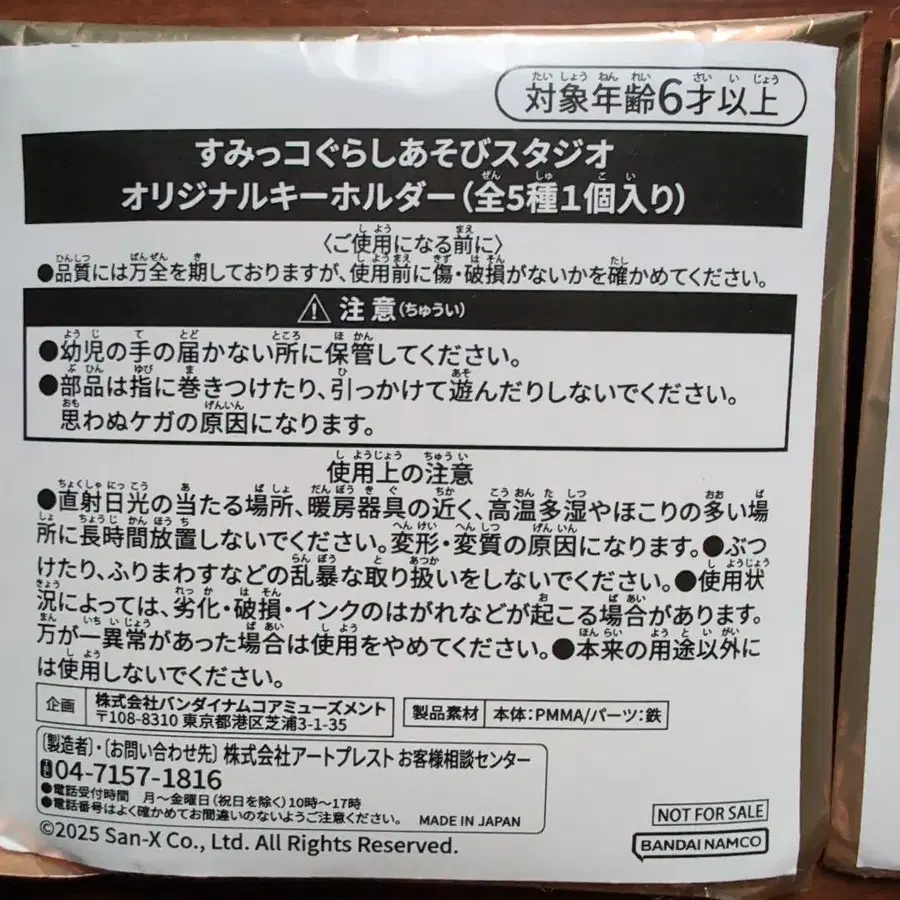 対象年齢6才以上
すみっコぐらしあそびスタジオ
オリジナルキーホルダー(全5種1個入り)
〈ご使用になる前に〉
●品質には万全を期しておりますが、使用前に傷・破損がないかを確かめてください。
⚠注意(ちゅうい)
●幼児の手の届かない所に保管してください。
●部品は指に巻きつけたり、引っかけて遊んだりしないでください。
思わぬケガの原因になります。
使用上の注意
●直射日光の当たる場所、暖房器具の近く、高温多湿やほこりの多い場
所に長時間放置しないでください。変形・変質の原因になります。●ぶつ
けたり、ふりまわすなどの乱暴な取り扱いをしないでください。●使用状
況によっては、劣化・破損・インクのはがれなどが起こる場合があります。
万が一異常があった場合は使用をやめてください。●本来の用途以外に
は使用しないでください。
企画 株式会社バンダイナムコアミューズメント
〒108-8310 東京都港区芝浦3-1-35
製品素材 本体:PMMA/パーツ:鉄
〔製造者〕・〔お問い合わせ先〕株式会社アートプレスト お客様相談センター
04-7157-1816
●電話受付時間 月～金曜日(祝日を除く)10時～17時
●電話番号はよく確かめてお間違いのないようご注意ください。 MADE IN JAPAN
©2025 San-X Co., Ltd. All Rights Reserved.
NOT FOR SALE
BANDAI NAMCO